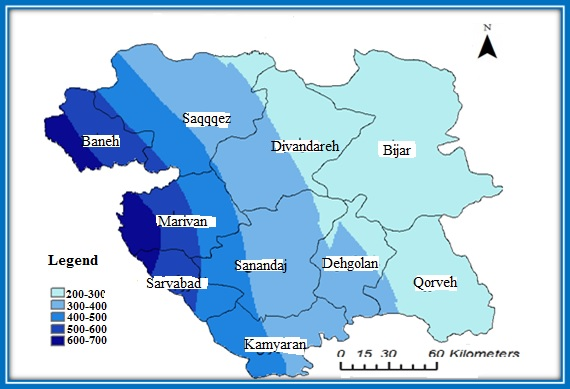 N
Saqqqez
Baneh
Divandareh
Bijar
Marivan
Legend
Sanandaj
Dehgolan
Sarvabad
Qorveh
200-300
300-400
400-500
500-600
600-700
Kamyaran
0 15 30 60 Kilometers